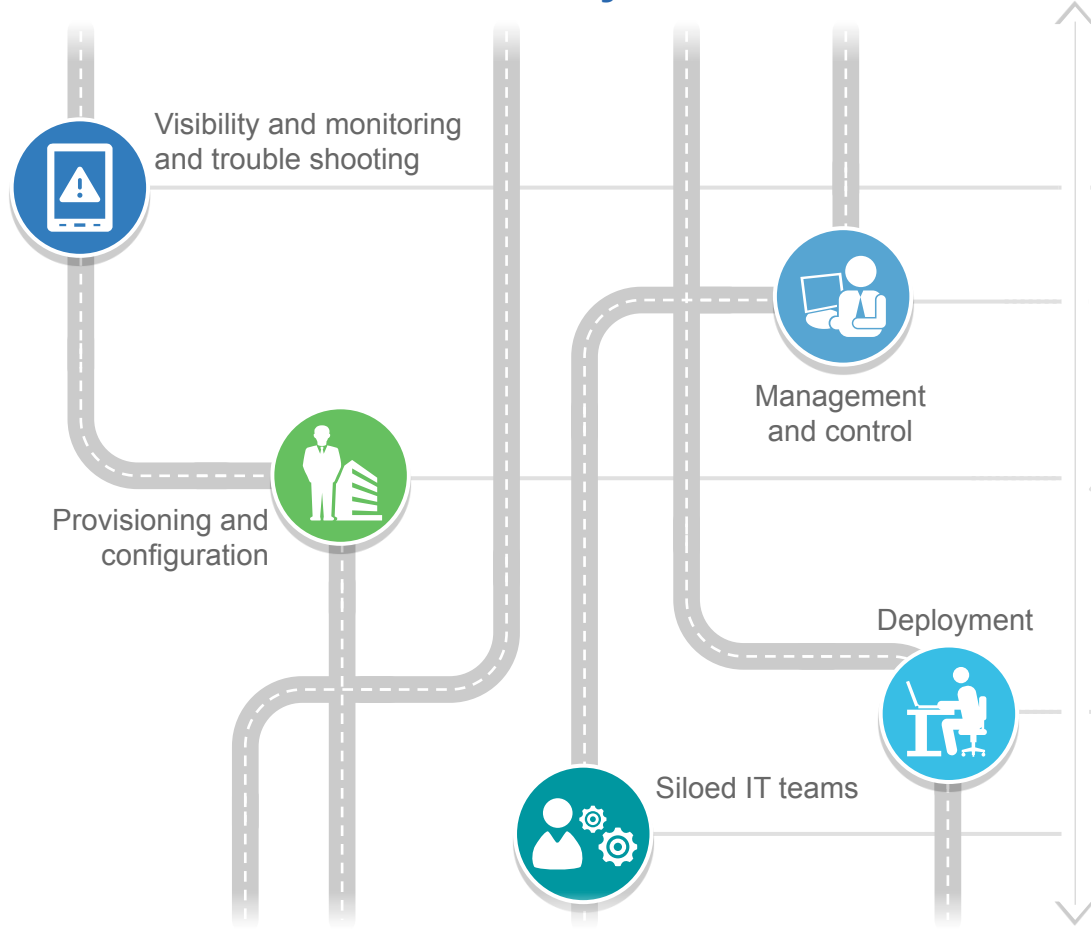 Visibility and monitoring
and trouble shooting
Management
and control
Provisioning and
configuration
Deployment
Siloed IT teams